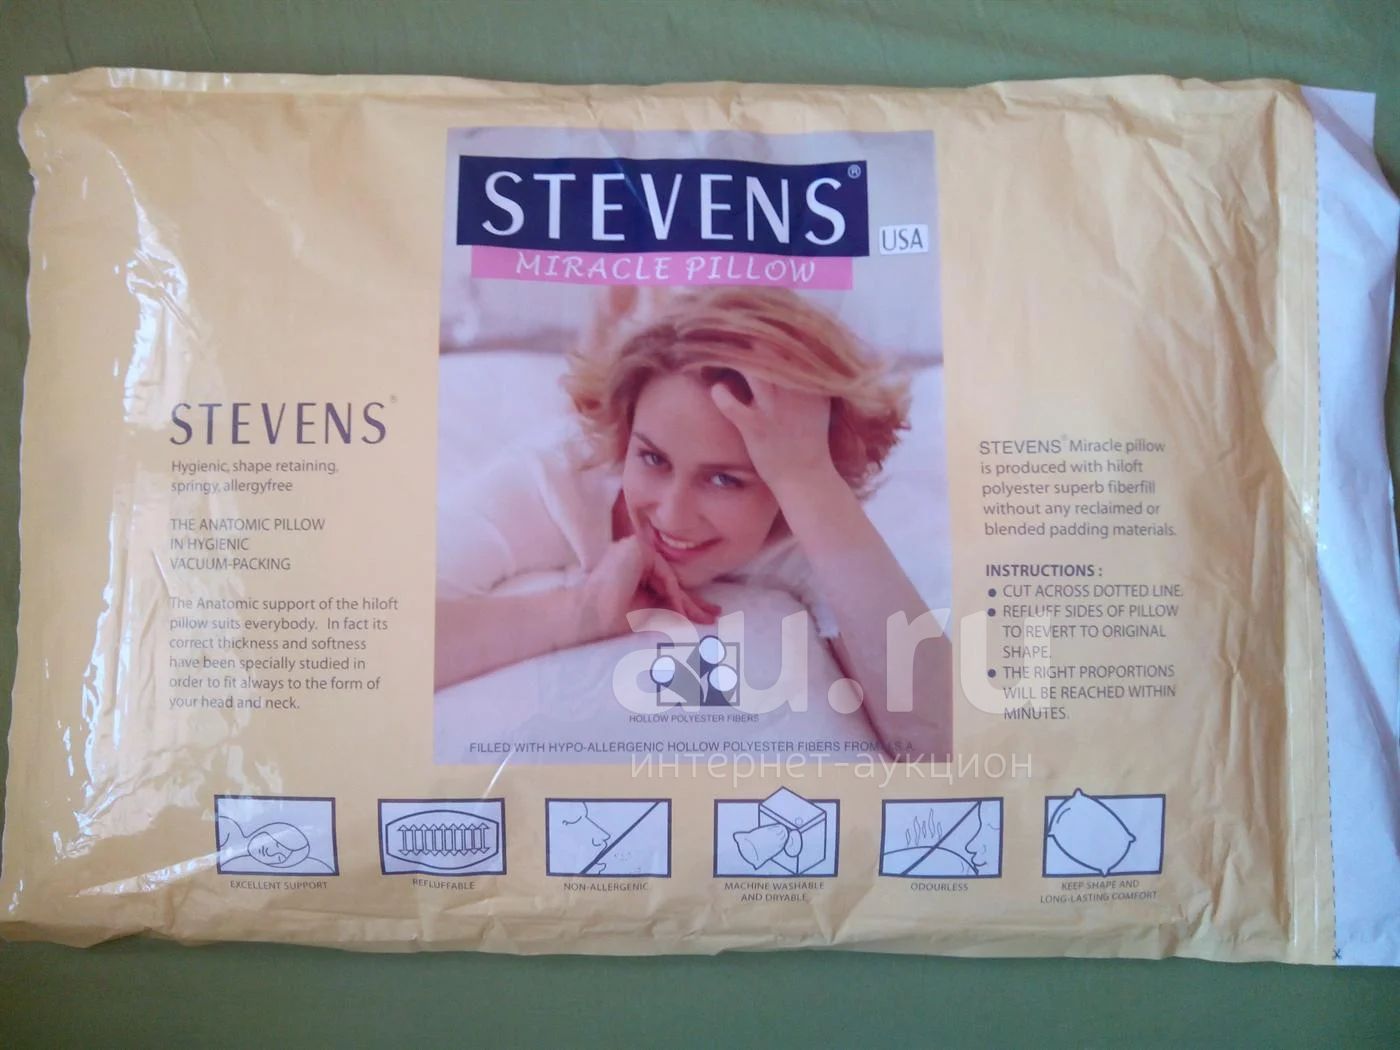 STEVENS®
USA
MIRACLE PILLOW
STEVENS®
Hygienic, shape retaining,
springy, allergyfree
THE ANATOMIC PILLOW
IN HYGIENIC
VACUUM-PACKING
The Anatomic support of the hiloft
pillow suits everybody. In fact its
correct thickness and softness
have been specially studied in
order to fit always to the form of
your head and neck.
STEVENS® Miracle pillow
is produced with hiloft
polyester superb fiberfill
without any reclaimed or
blended padding materials.
INSTRUCTIONS :
• CUT ACROSS DOTTED LINE.
• REFLUFF SIDES OF PILLOW
TO REVERT TO ORIGINAL
SHAPE.
• THE RIGHT PROPORTIONS
WILL BE REACHED WITHIN
MINUTES.
HOLLOW POLYESTER FIBERS
FILLED WITH HYPO-ALLERGENIC HOLLOW POLYESTER FIBERS FROM U.S.A.
au.ru
интернет-аукцион
EXCELLENT SUPPORT
REFLUFFABLE
NON-ALLERGENIC
MACHINE WASHABLE
AND DRYABLE
ODOURLESS
KEEP SHAPE AND
LONG-LASTING COMFORT